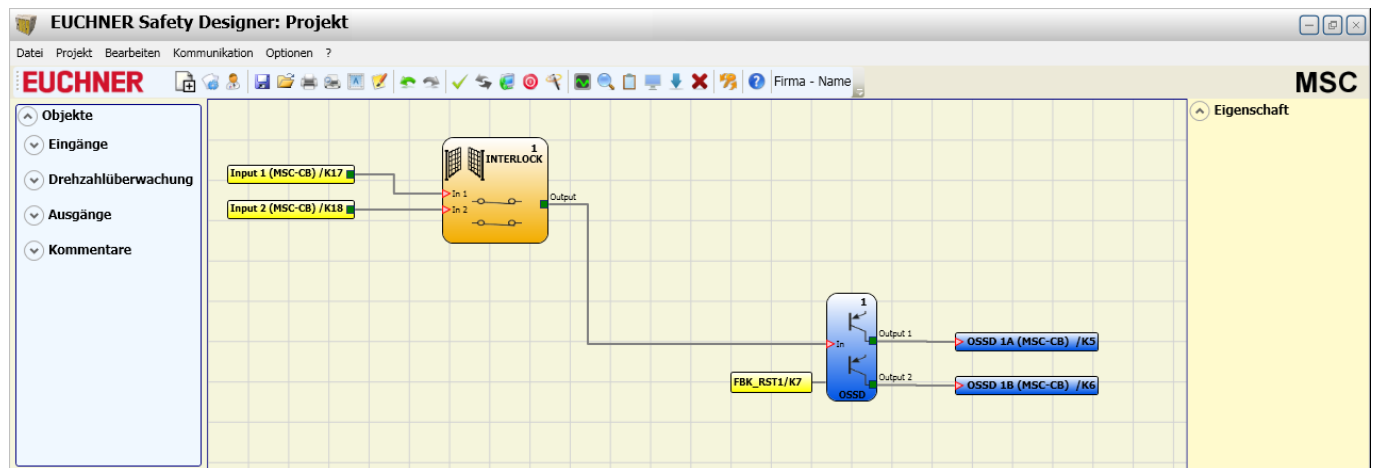 EUCHNER Safety Designer: Projekt
Datei Projekt Bearbeiten Kommunikation Optionen ?
EUCHNER
Firma - Name
MSC
Objekte
Eingänge
Drehzahlüberwachung
Ausgänge
Kommentare
Eigenschaft
1
INTERLOCK
Input 1 (MSC-CB) /K17
In 1
Output
Input 2 (MSC-CB) /K18
In 2
1
Output 1
OSSD 1A (MSC-CB) /K5
In
FBK_RST1/K7
Output 2
OSSD 1B (MSC-CB) /K6
OSSD